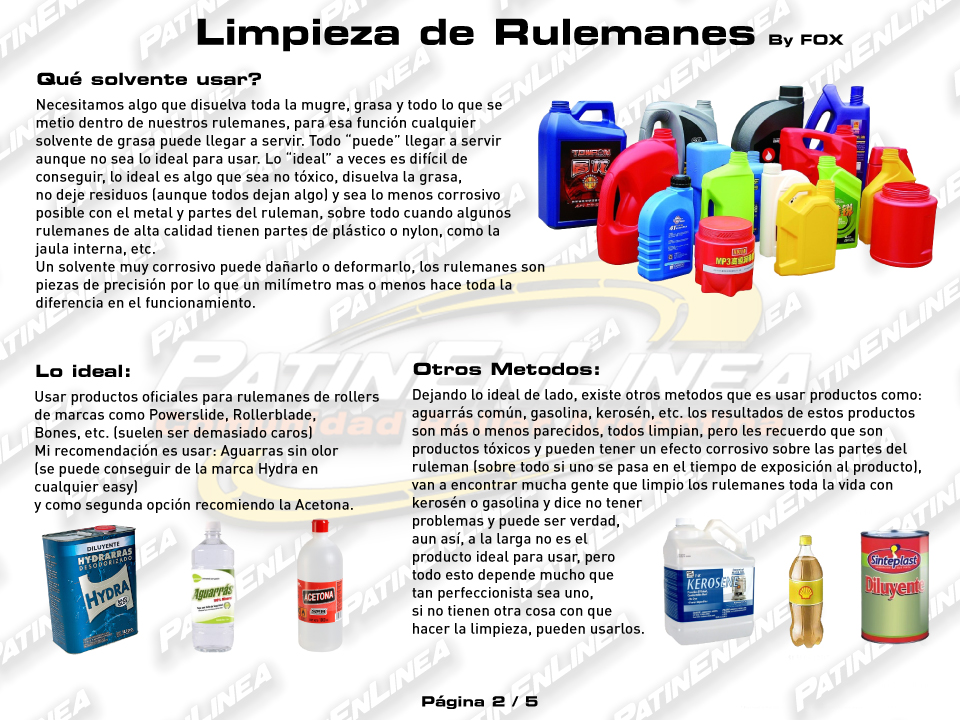 Limpieza de Rulemanes By FOX
Qué solvente usar?
Necesitamos algo que disuelva toda la mugre, grasa y todo lo que se
metio dentro de nuestros rulemanes, para esa función cualquier
solvente de grasa puede llegar a servir. Todo “puede” llegar a servir
aunque no sea lo ideal para usar. Lo “ideal” a veces es difícil de
conseguir, lo ideal es algo que sea no tóxico, disuelva la grasa,
no deje residuos (aunque todos dejan algo) y sea lo menos corrosivo
posible con el metal y partes del ruleman, sobre todo cuando algunos
rulemanes de alta calidad tienen partes de plástico o nylon, como la
jaula interna, etc.
Un solvente muy corrosivo puede dañarlo o deformarlo, los rulemanes son
piezas de precisión por lo que un milímetro mas o menos hace toda la
diferencia en el funcionamiento.
Lo ideal:
Usar productos oficiales para rulemanes de rollers
de marcas como Powerslide, Rollerblade,
Bones, etc. (suelen ser demasiado caros)
Mi recomendación es usar: Aguarras sin olor
(se puede conseguir de la marca Hydra en
cualquier easy)
y como segunda opción recomiendo la Acetona.
DILUYENTE
HYDRARRAS
DESODORIZADO
HYDRA
Aguarrás
ACETONA
Otros Metodos:
Dejando lo ideal de lado, existe otros metodos que es usar productos como:
aguarrás común, gasolina, kerosén, etc. los resultados de estos productos
son más o menos parecidos, todos limpian, pero les recuerdo que son
productos tóxicos y pueden tener un efecto corrosivo sobre las partes del
ruleman (sobre todo si uno se pasa en el tiempo de exposición al producto),
van a encontrar mucha gente que limpio los rulemanes toda la vida con
kerosén o gasolina y dice no tener
problemas y puede ser verdad,
aun así, a la larga no es el
producto ideal para usar, pero
todo esto depende mucho que
tan perfeccionista sea uno,
si no tienen otra cosa con que
hacer la limpieza, pueden usarlos.
KEROSENE
Sinteplast
Diluyente
PATINENLINEA
Página 2 / 5